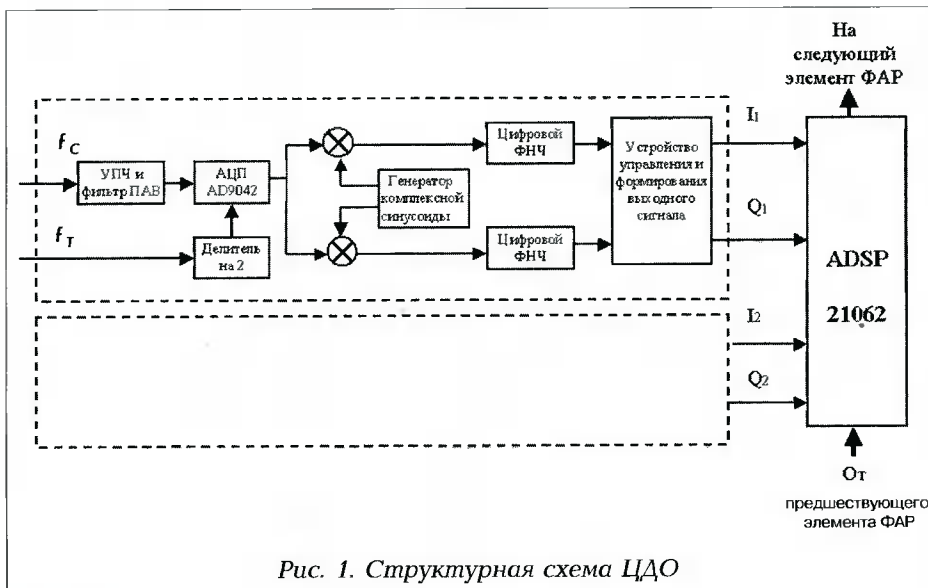 На
следующий
элемент ФАР
f C
УПЧ и
фильтр ПАВ
АЦП
AD9042
f T
Делитель
на 2
Генератор
комплексной
синусоиды
Цифровой
ФНЧ
Цифровой
ФНЧ
Устройство
управления и
формирования
выходного
сигнала
I1
Q1
I2
Q2
ADSP
21062
От
предшествующего
элемента ФАР
Рис. 1. Структурная схема ЦДО